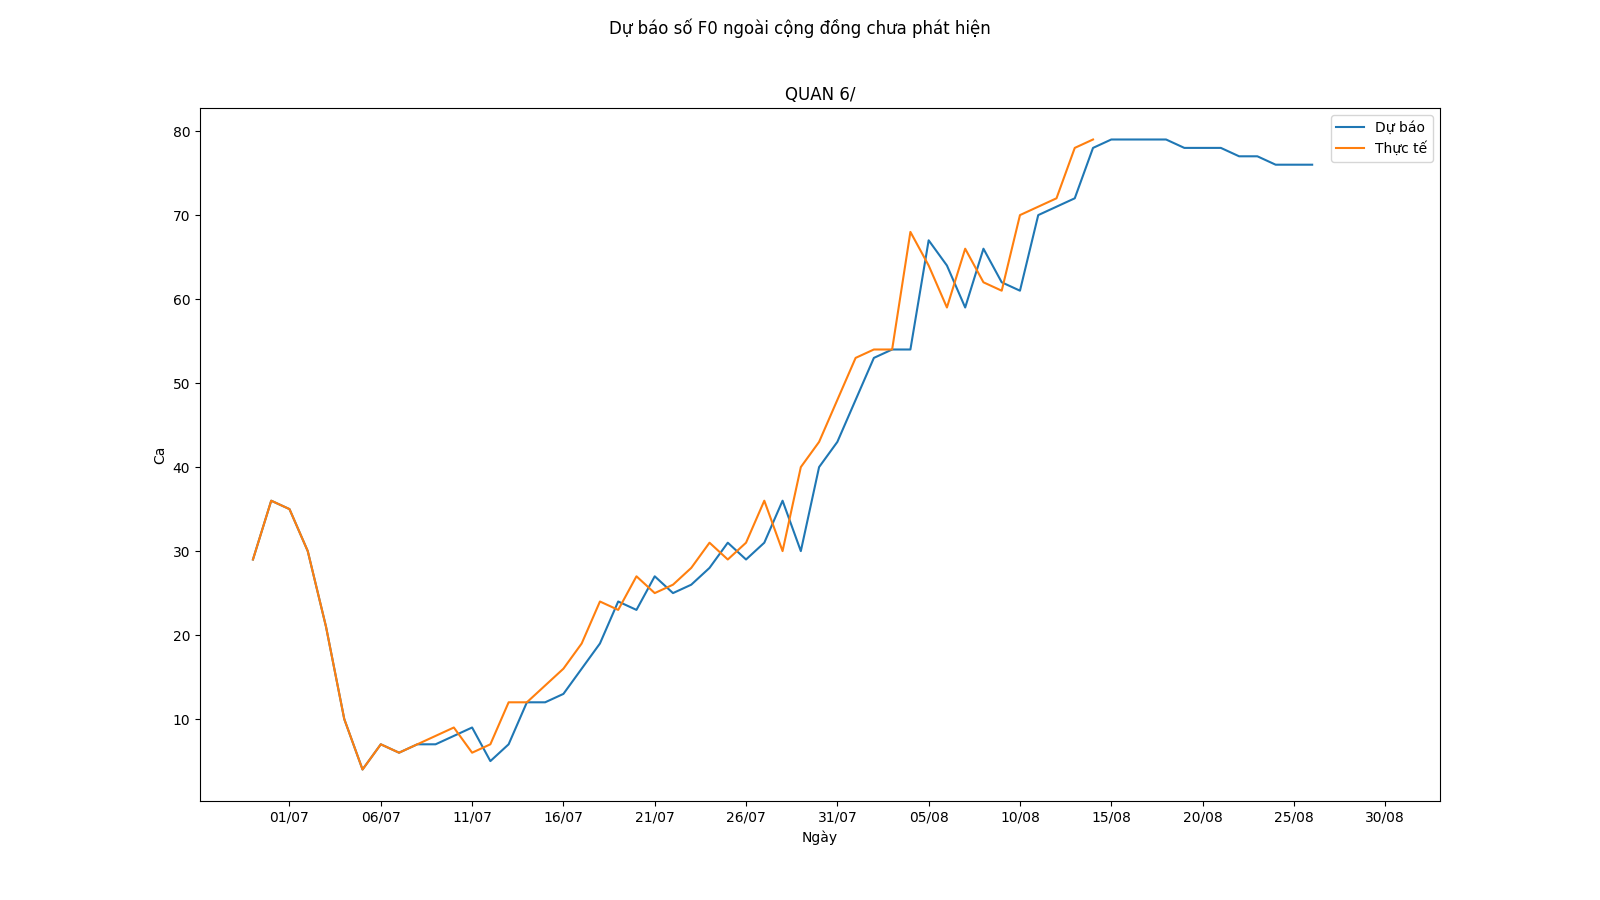 Dự báo số F0 ngoài cộng đồng chưa phát hiện
QUAN 6/
Dự báo
Thực tế
80
70
60
50
40
30
20
10
Ca
01/07 06/07 11/07 16/07 21/07 26/07 31/07 05/08 10/08 15/08 20/08 25/08 30/08
Ngày